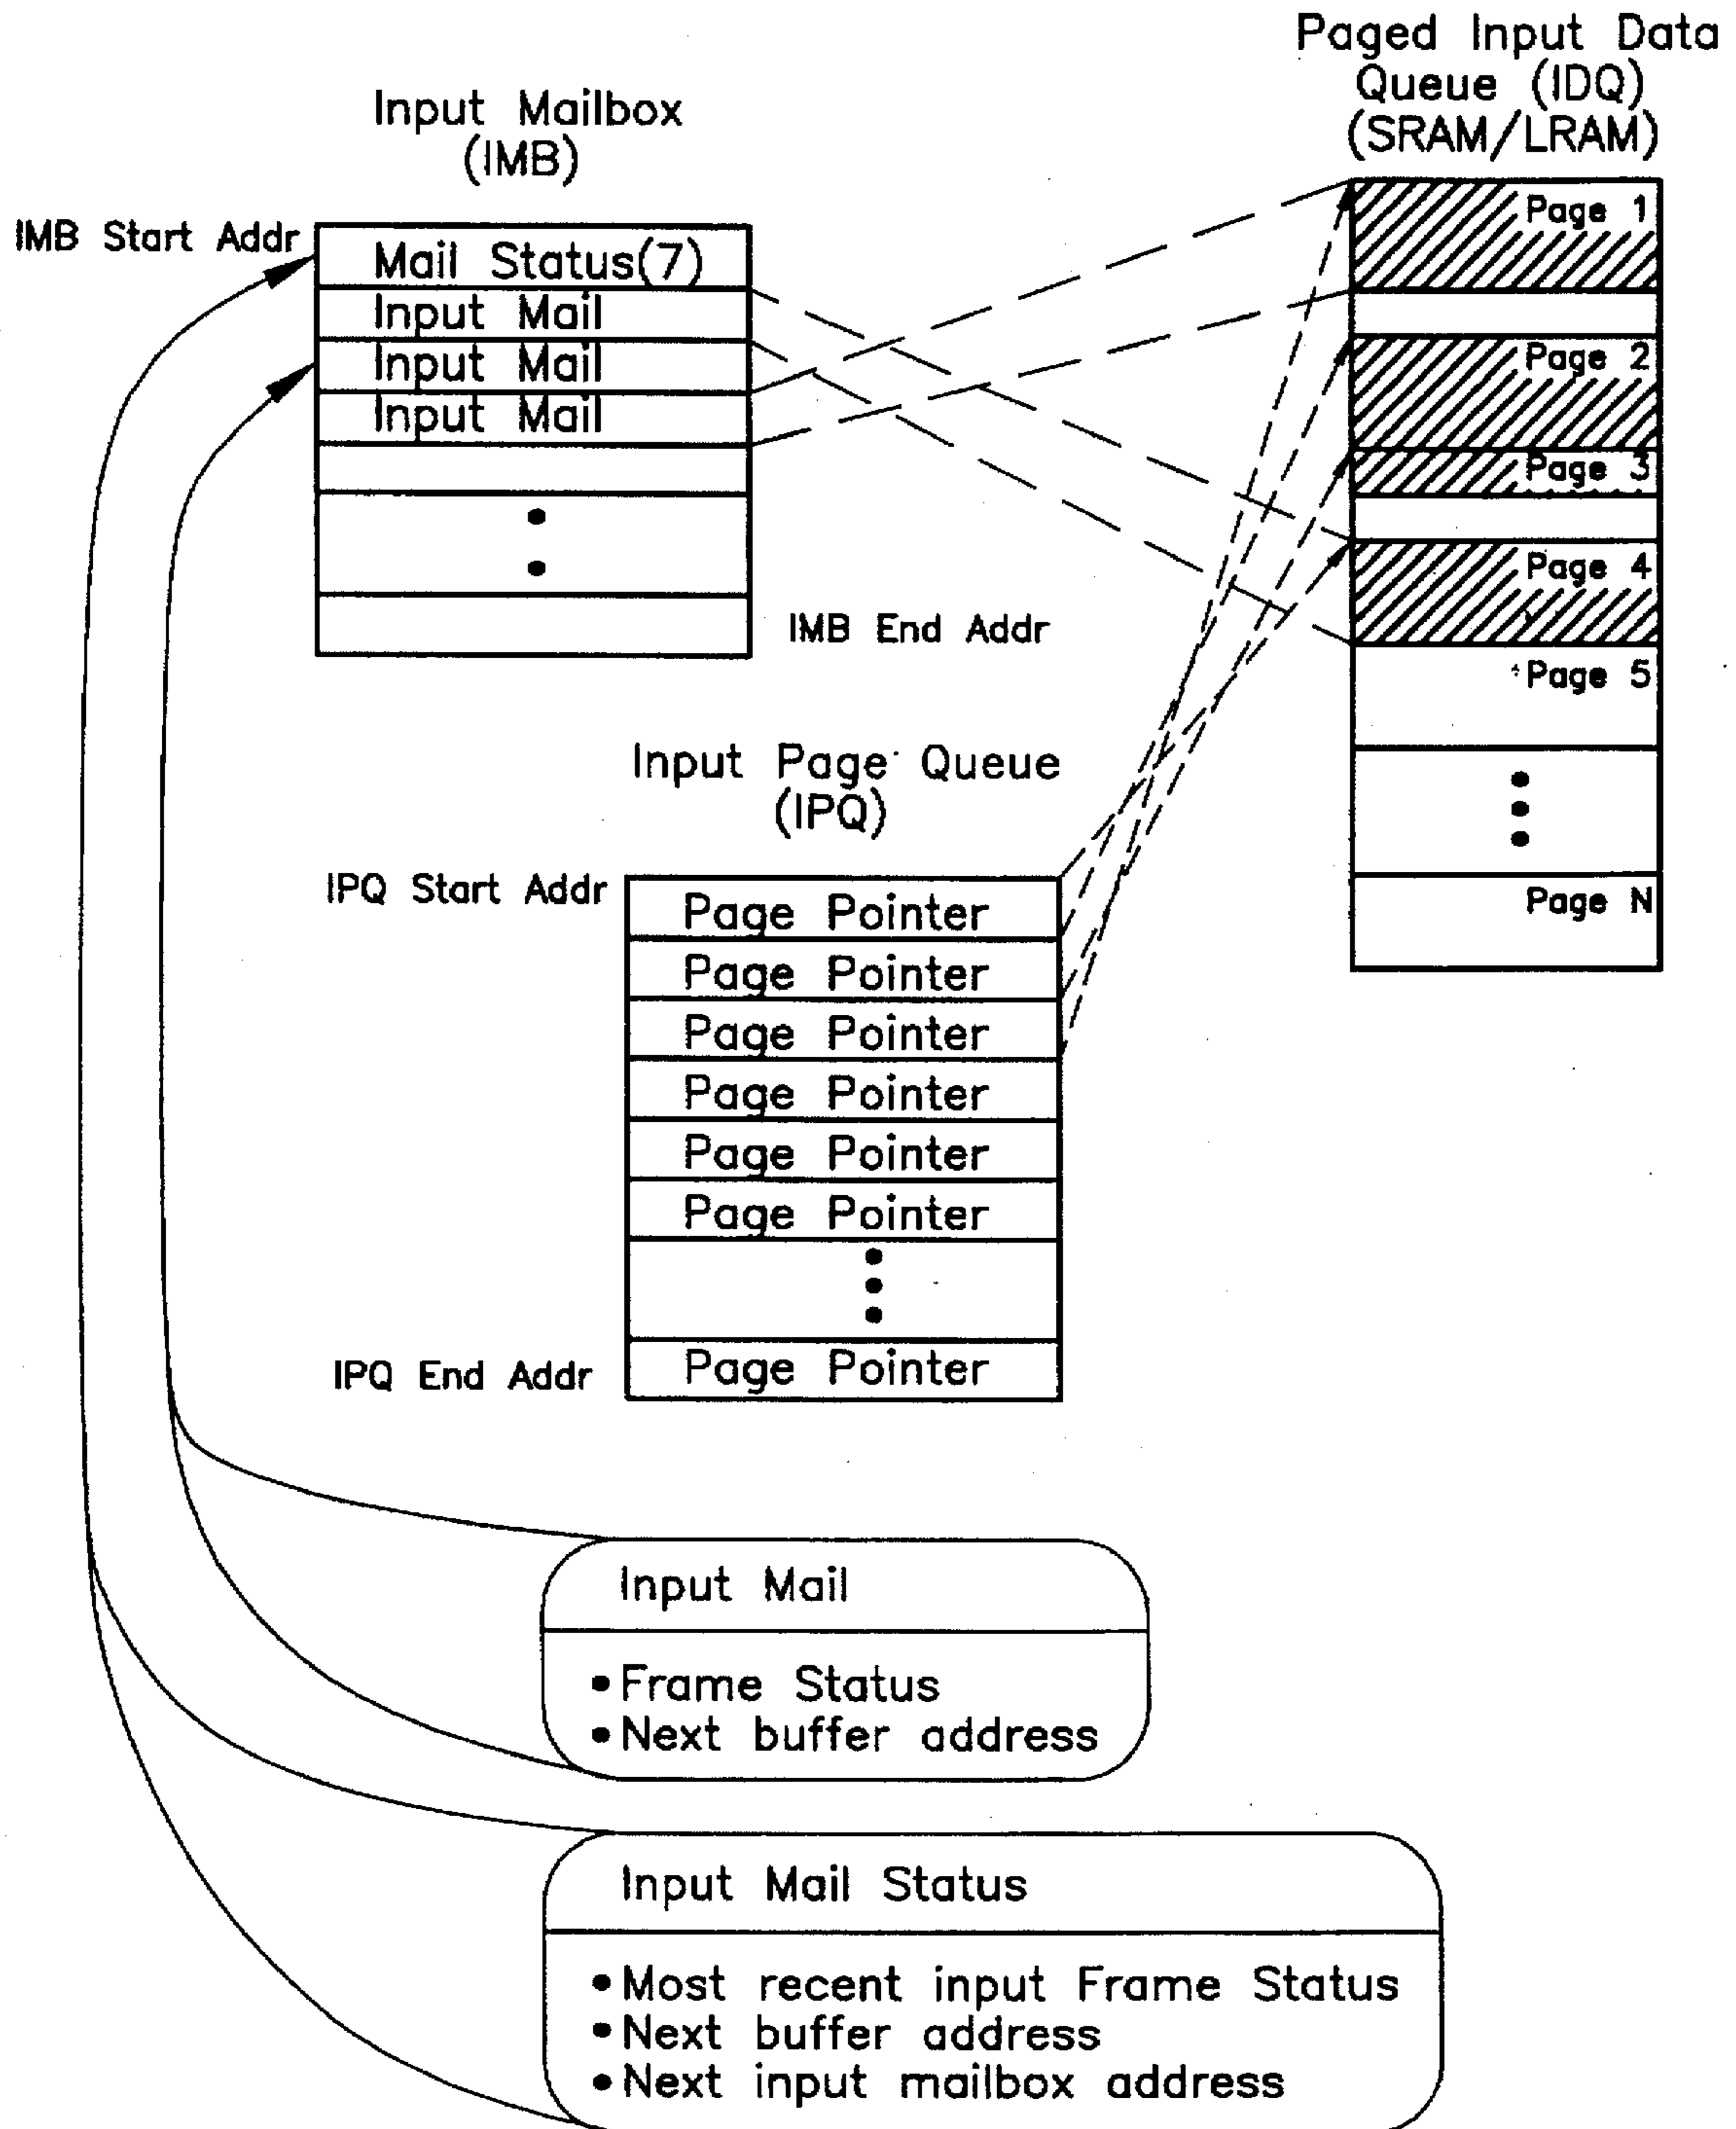 Paged Input Data
Queue (IDQ)
(SRAM/LRAM)
Input Mailbox
(IMB)
IMB Start Addr
Mail Status(7)
Input Mail
Input Mail
Input Mail
IMB End Addr
Page 1
Page 2
Page 3
Page 4
Page 5
Page N
Input Page Queue
(IPQ)
IPQ Start Addr
Page Pointer
Page Pointer
Page Pointer
Page Pointer
Page Pointer
Page Pointer
IPQ End Addr
Page Pointer
Input Mail
• Frame Status
• Next buffer address
Input Mail Status
• Most recent input Frame Status
• Next buffer address
• Next input mailbox address